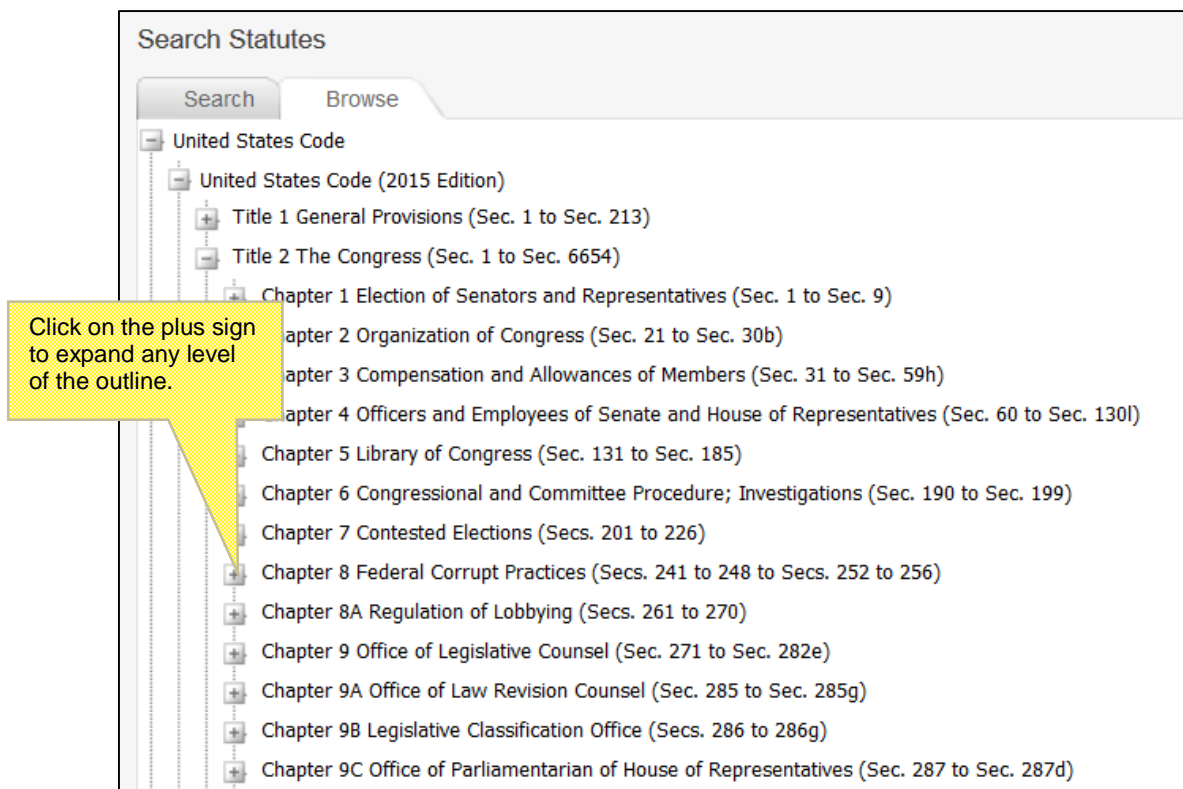 Search Statutes
Search Browse
United States Code
United States Code (2015 Edition)
Title 1 General Provisions (Sec. 1 to Sec. 213)
Title 2 The Congress (Sec. 1 to Sec. 6654)
Chapter 1 Election of Senators and Representatives (Sec. 1 to Sec. 9)
Click on the plus sign
to expand any level
of the outline.
hapter 2 Organization of Congress (Sec. 21 to Sec. 30b)
hapter 3 Compensation and Allowances of Members (Sec. 31 to Sec. 59h)
Chapter 4 Officers and Employees of Senate and House of Representatives (Sec. 60 to Sec. 130l)
Chapter 5 Library of Congress (Sec. 131 to Sec. 185)
Chapter 6 Congressional and Committee Procedure; Investigations (Sec. 190 to Sec. 199)
Chapter 7 Contested Elections (Secs. 201 to 226)
Chapter 8 Federal Corrupt Practices (Secs. 241 to 248 to Secs. 252 to 256)
Chapter 8A Regulation of Lobbying (Secs. 261 to 270)
Chapter 9 Office of Legislative Counsel (Sec. 271 to Sec. 282e)
Chapter 9A Office of Law Revision Counsel (Sec. 285 to Sec. 285g)
Chapter 9B Legislative Classification Office (Secs. 286 to 286g)
Chapter 9C Office of Parliamentarian of House of Representatives (Sec. 287 to Sec. 287d)